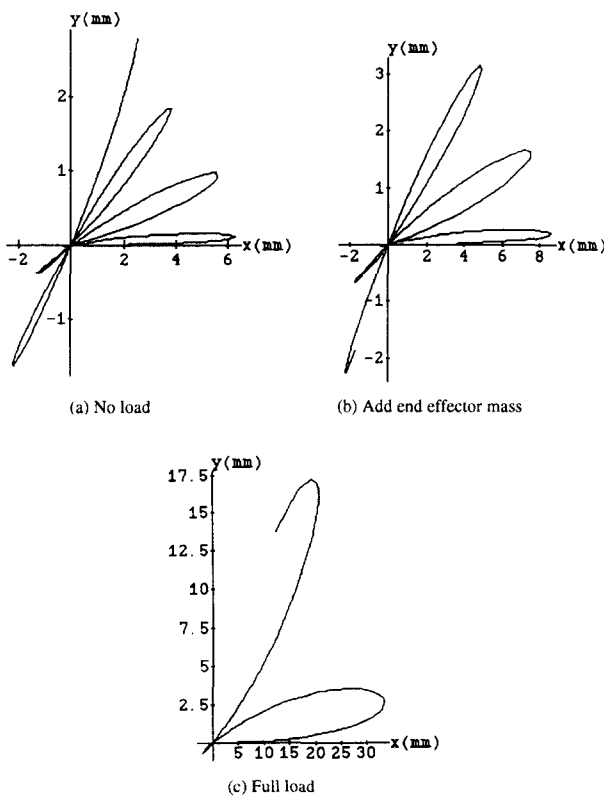 y(mm)
2
1
-2
2
4
6
x(mm)
-1
(a) No load
y(mm)
3
2
1
-2
2
4
6
8
x(mm)
-1
-2
(b) Add end effector mass
y(mm)
17.5
15
12.5
10
7.5
5
2.5
5 10 15 20 25 30
x(mm)
(c) Full load